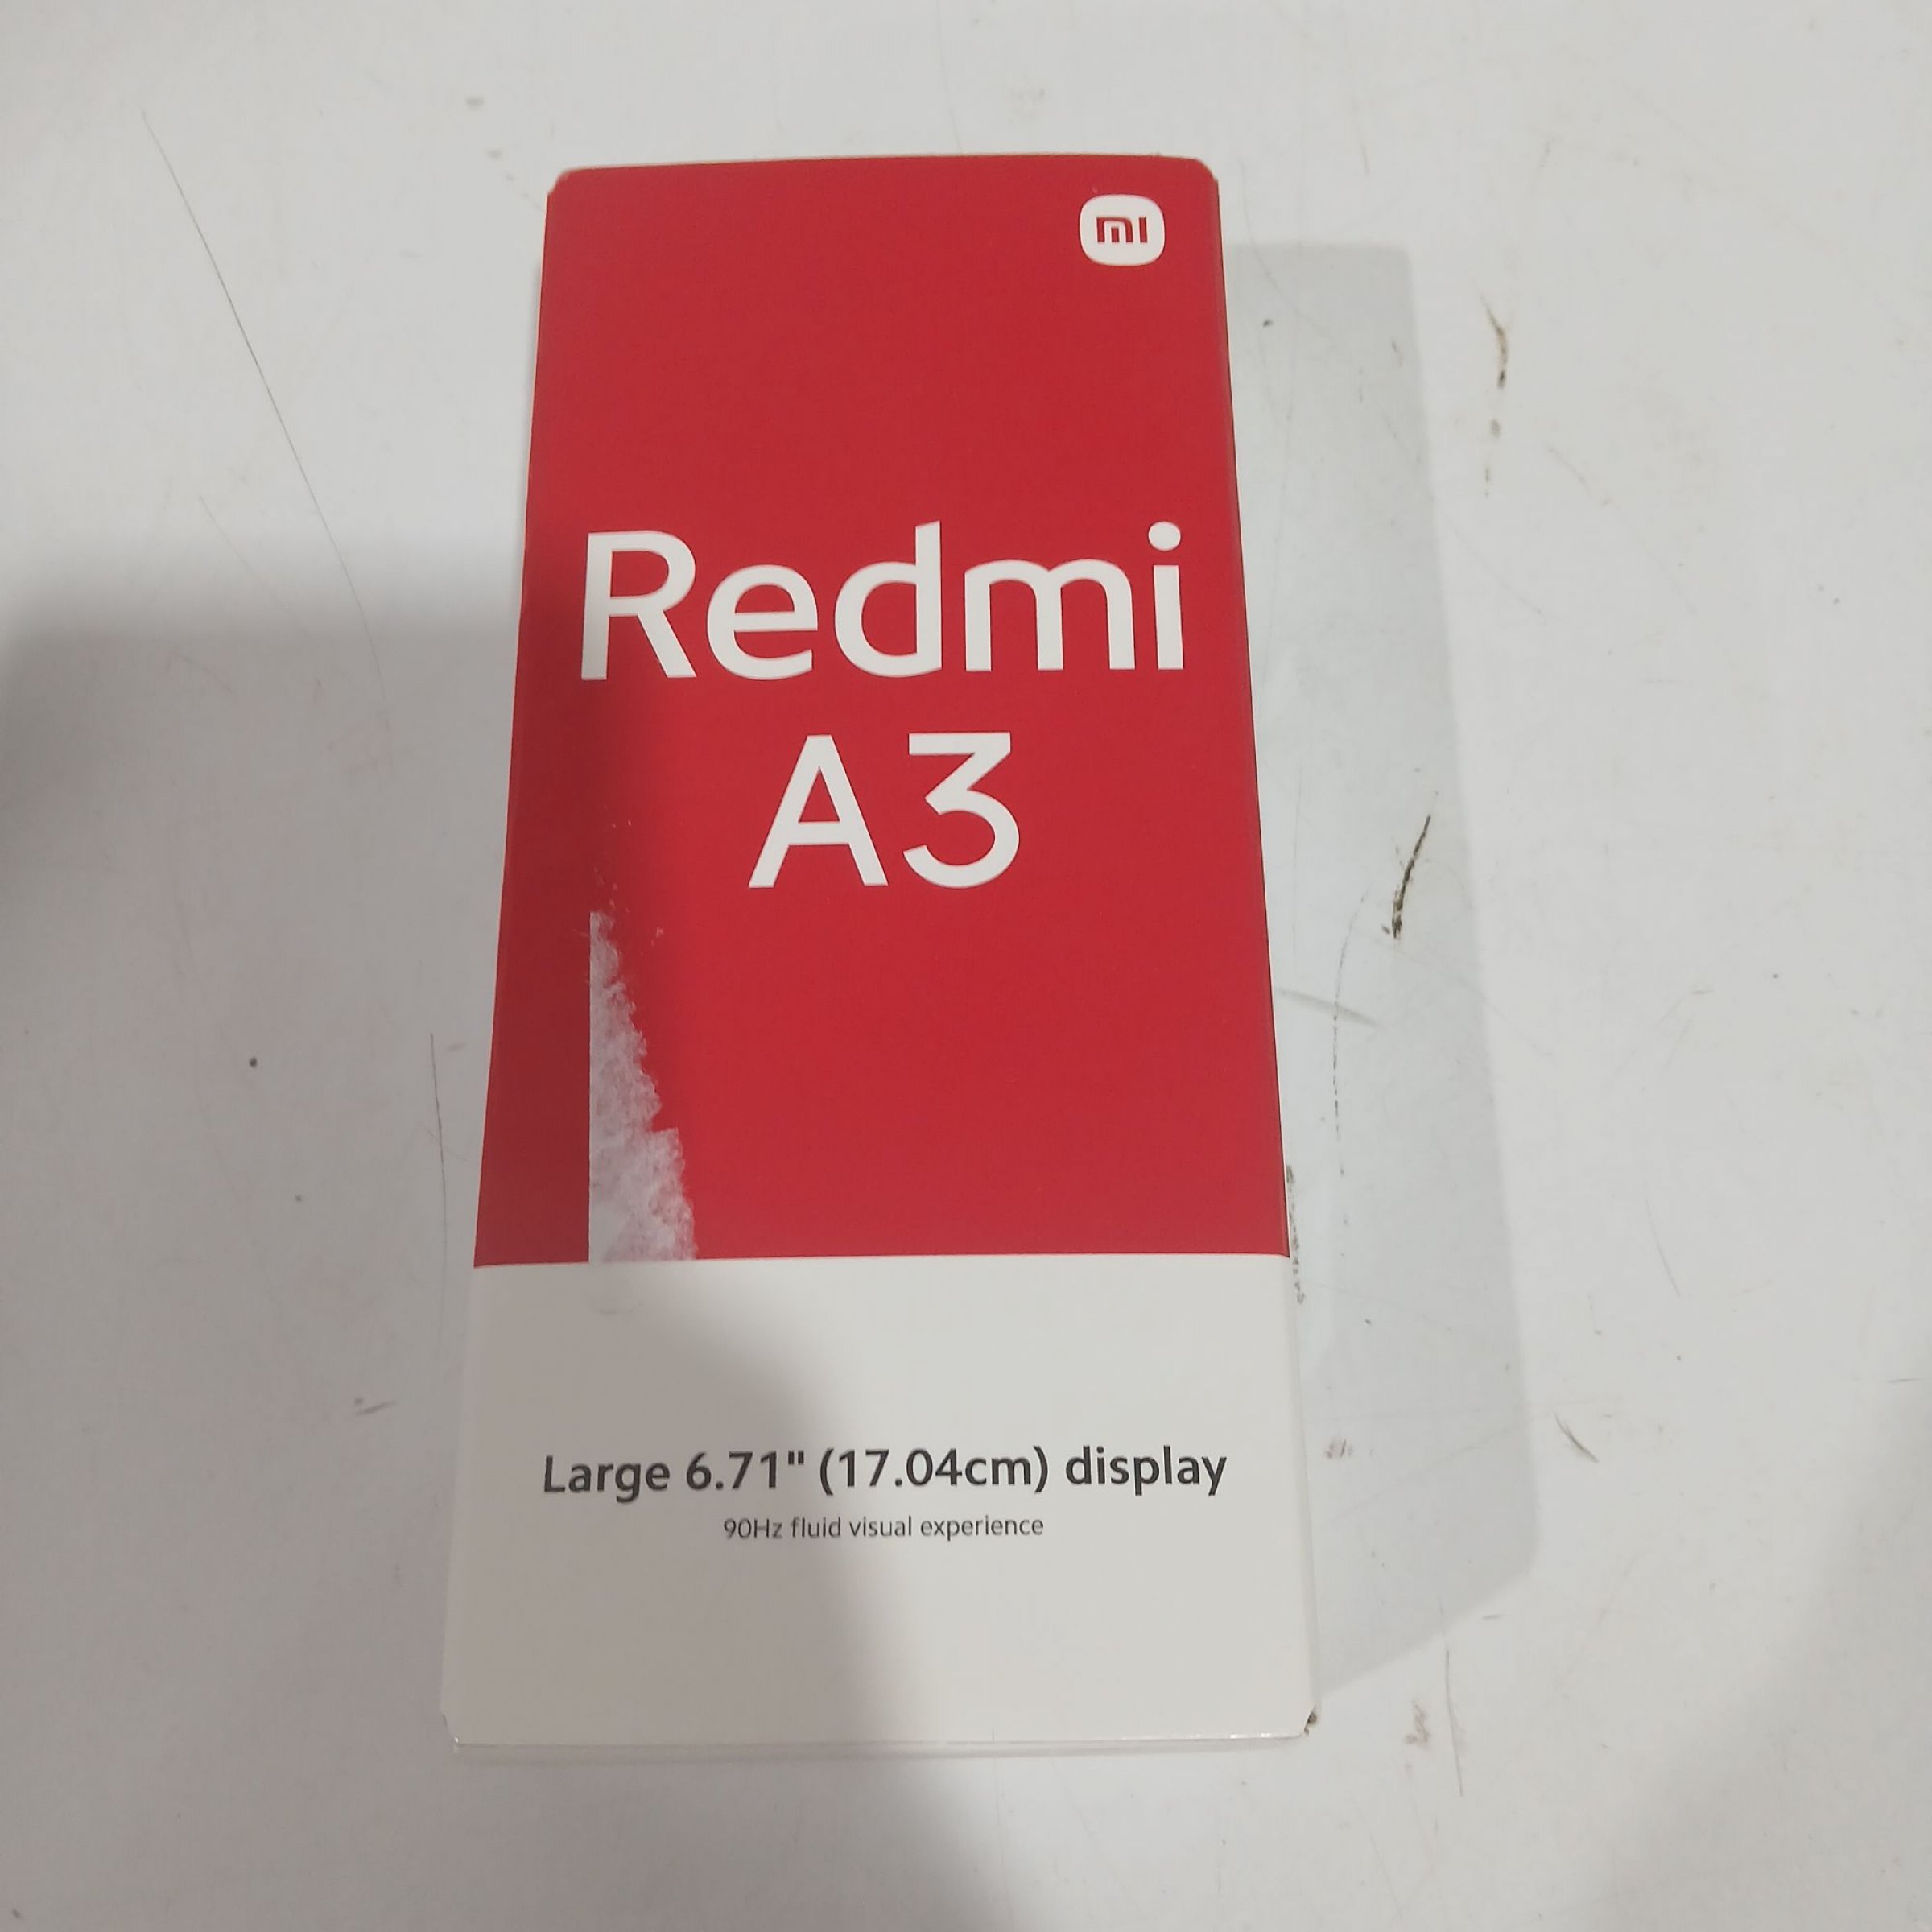 mi
Redmi
A3
Large 6.71" (17.04cm) display
90Hz fluid visual experience